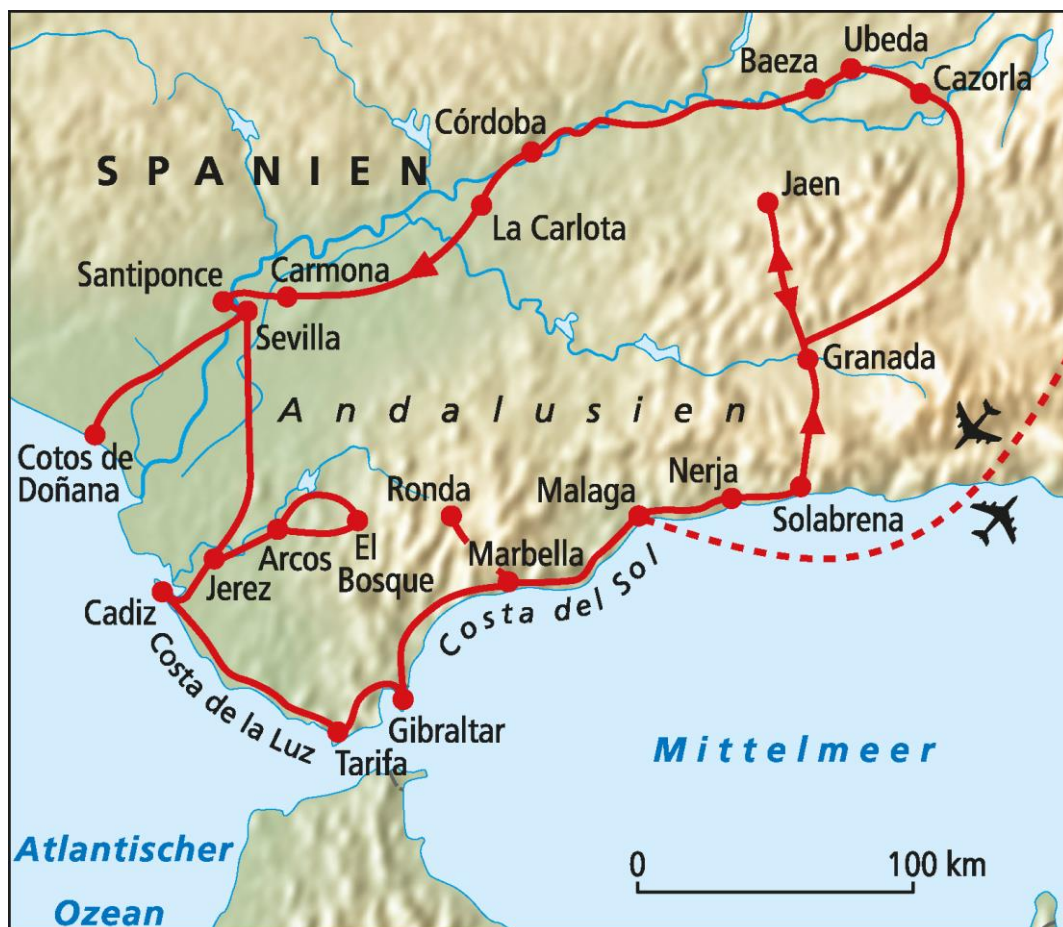 Ubeda
Baeza
Cazorla
Córdoba
SPANIEN
Jaen
La Carlota
Santiponce
Carmona
Sevilla
Granada
Andalusien
Cotos de
Doñana
Ronda
Malaga
Nerja
Solabrena
Arcos
El
Bosque
Marbella
Jerez
Cadiz
Costa del Sol
Costa de la Luz
Gibraltar
Tarifa
Mittelmeer
Atlantischer
Ozean
0 100 km